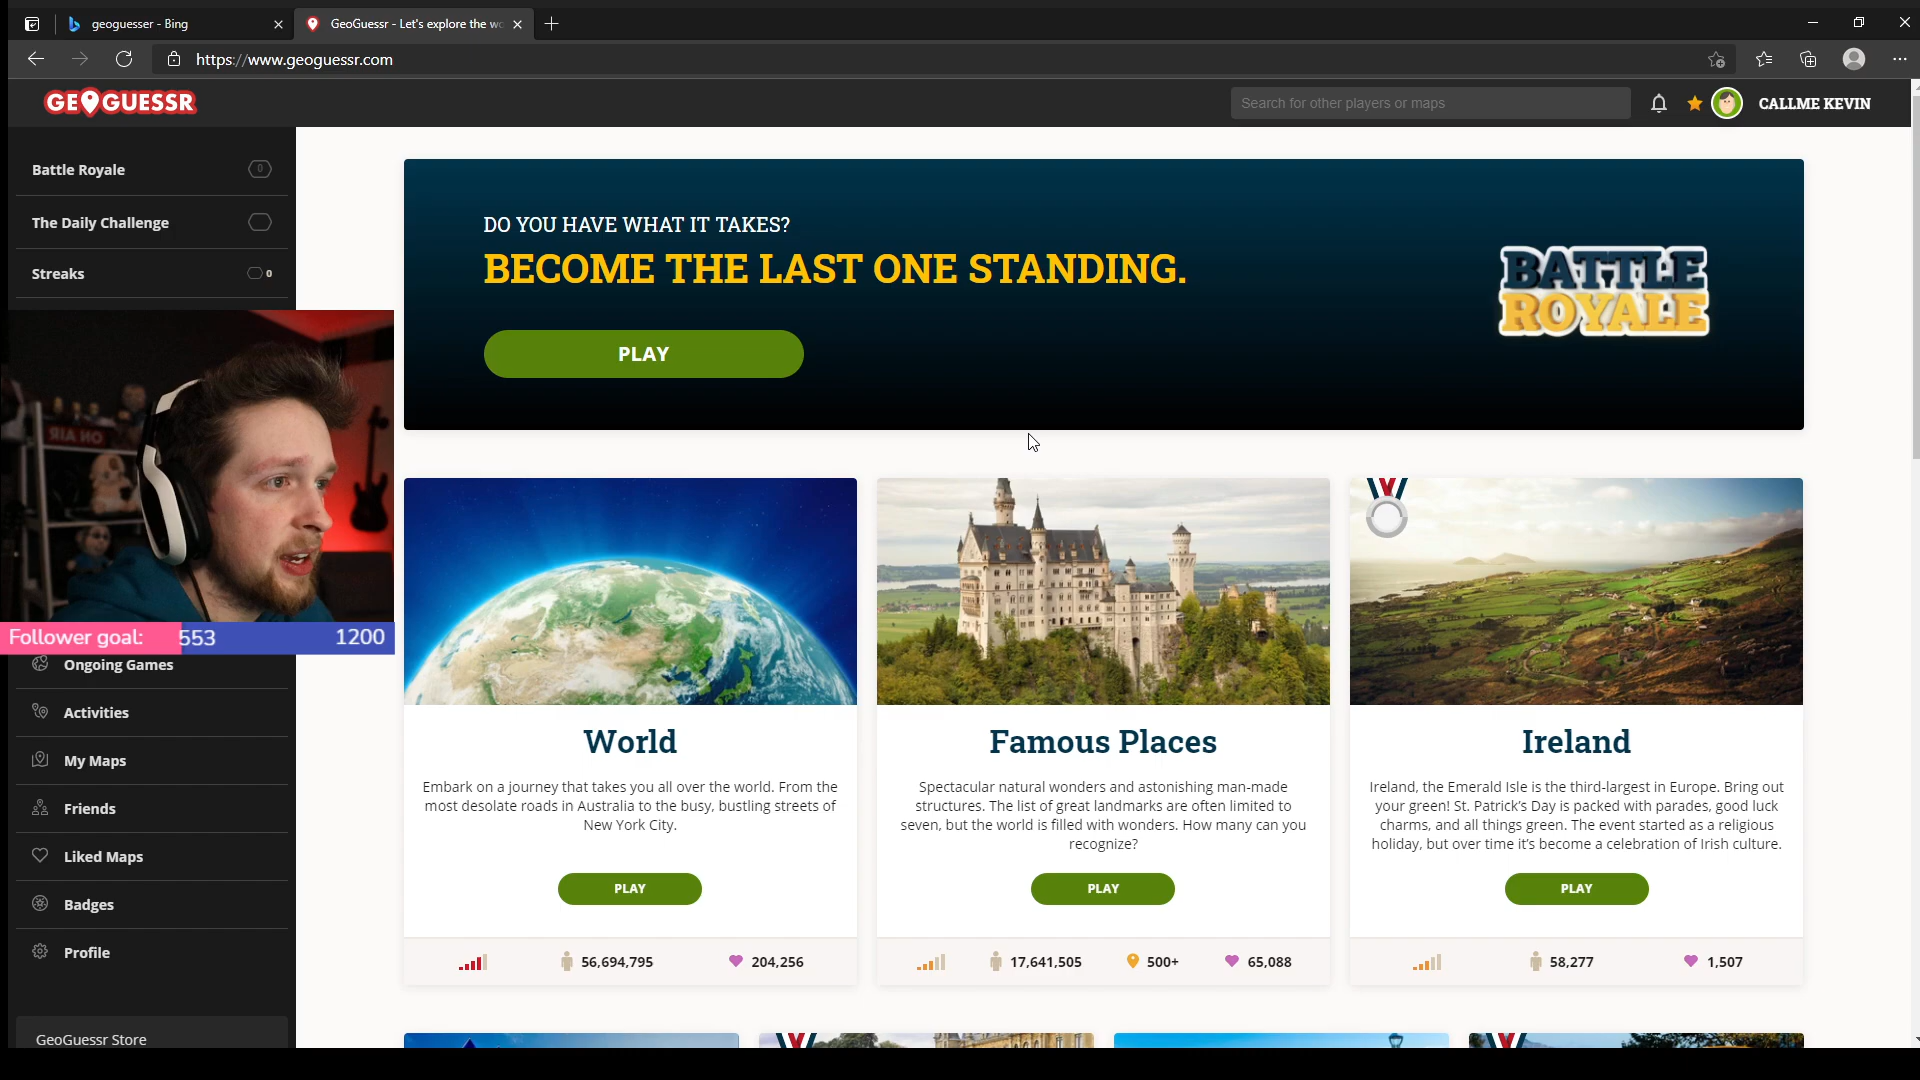 geoguesser - Bing
GeoGuessr - Let's explore the wo
https://www.geoguessr.com
GEOGUESSR
Search for other players or maps
CALLME KEVIN
Battle Royale
0
The Daily Challenge
Streaks
0
DO YOU HAVE WHAT IT TAKES?
BECOME THE LAST ONE STANDING.
PLAY
BATTLE
ROYALE
ON AIR
Follower goal: 553 1200
Ongoing Games
Activities
My Maps
Friends
Liked Maps
Badges
Profile
GeoGuessr Store
World
Embark on a journey that takes you all over the world. From the
most desolate roads in Australia to the busy, bustling streets of
New York City.
PLAY
56,694,795
204,256
Famous Places
Spectacular natural wonders and astonishing man-made
structures. The list of great landmarks are often limited to
seven, but the world is filled with wonders. How many can you
recognize?
PLAY
17,641,505
500+
65,088
Ireland
Ireland, the Emerald Isle is the third-largest in Europe. Bring out
your green! St. Patrick's Day is packed with parades, good luck
charms, and all things green. The event started as a religious
holiday, but over time it's become a celebration of Irish culture.
PLAY
58,277
1,507